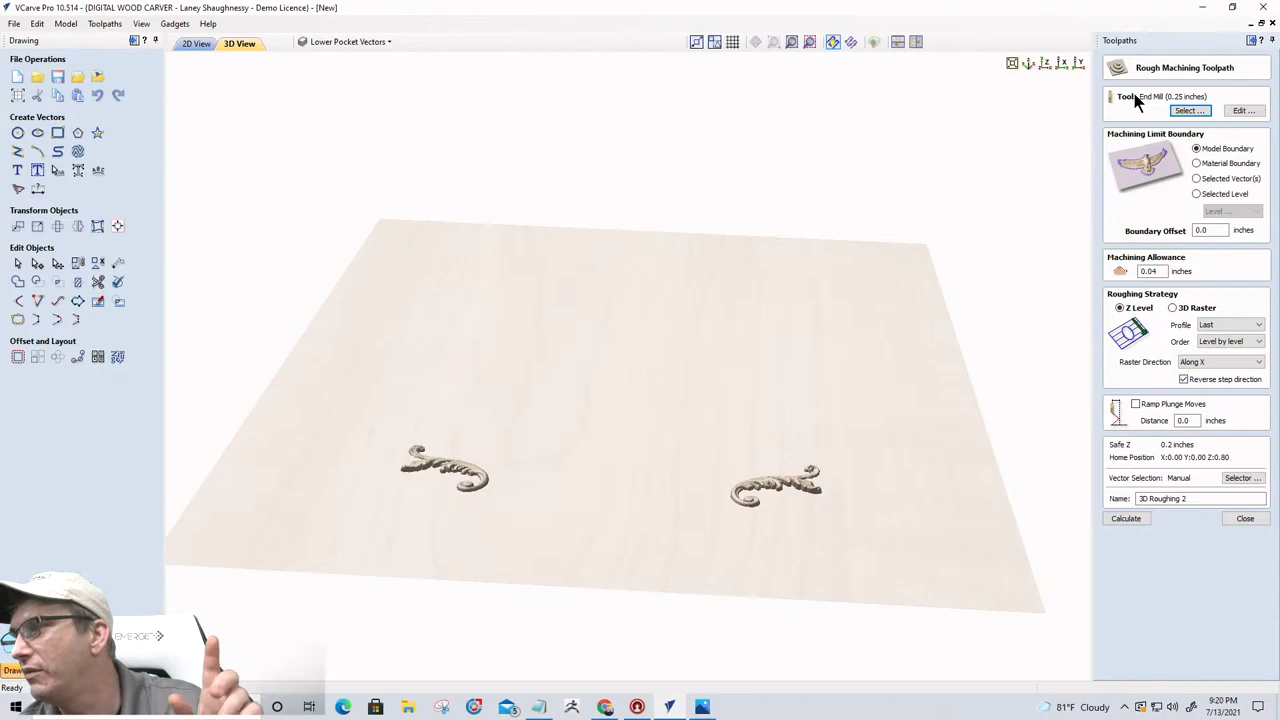 VCarve Pro 10.514 - {DIGITAL WOOD CARVER - Laney Shaughnessy - Demo Licence} - [New]
File Edit Model Toolpaths View Gadgets Help
Drawing
2D View 3D View Lower Pocket Vectors
Toolpaths
File Operations
Create Vectors
Transform Objects
Edit Objects
Offset and Layout
Rough Machining Toolpath
Tool: End Mill (0.25 inches)
Select ... Edit ...
Machining Limit Boundary
Model Boundary
Material Boundary
Selected Vector(s)
Selected Level
Level ...
Boundary Offset 0.0 inches
Machining Allowance
0.04 inches
Roughing Strategy
Z Level 3D Raster
Profile Last
Order Level by level
Raster Direction Along X
Reverse step direction
Ramp Plunge Moves
Distance 0.0 inches
Safe Z 0.2 inches
Home Position X:0.00 Y:0.00 Z:0.80
Vector Selection: Manual Selector ...
Name: 3D Roughing 2
Calculate Close
EMERGE
Draw
Ready
81°F Cloudy
9:20 PM
7/13/2021